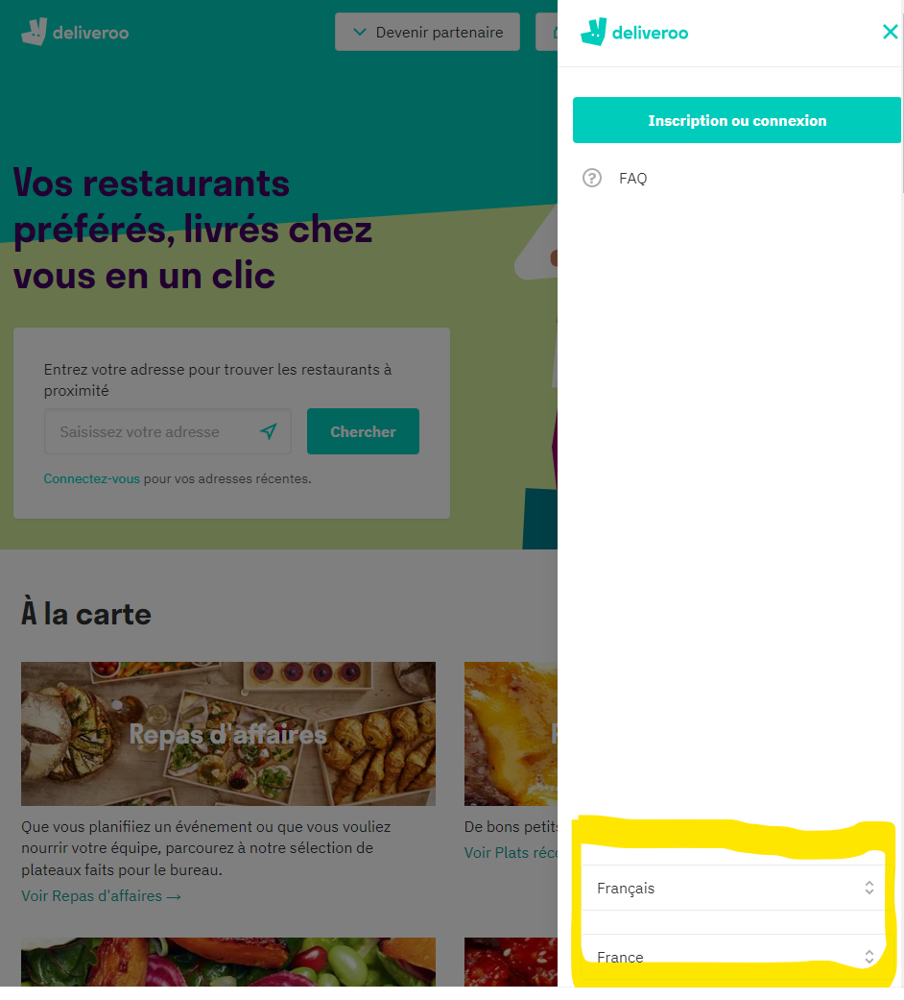 deliveroo
Devenir partenaire
Vos restaurants
préférés, livrés chez
vous en un clic
Entrez votre adresse pour trouver les restaurants à
proximité
Saisissez votre adresse
Chercher
Connectez-vous pour vos adresses récentes.
À la carte
Repas d'affaires
Que vous planifiiez un événement ou que vous vouliez
nourrir votre équipe, parcourez à notre sélection de
plateaux faits pour le bureau.
Voir Repas d'affaires →
De bons petits
Voir Plats réco
deliveroo
Inscription ou connexion
? FAQ
Français
France